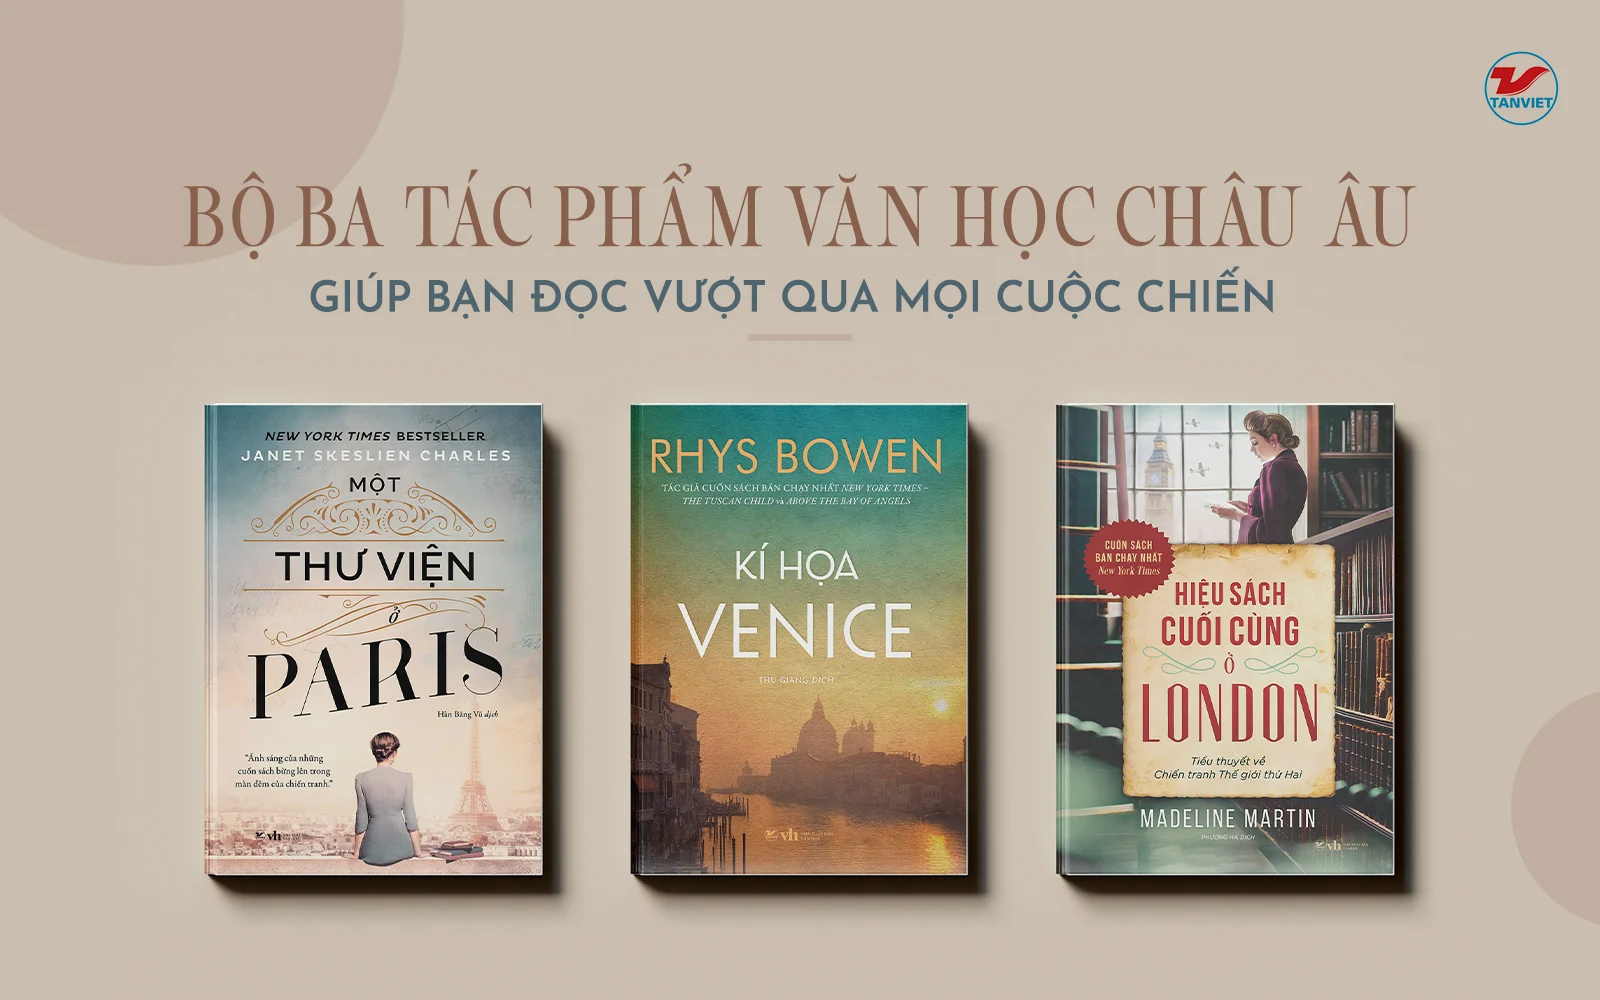 TANVIET
BỘ BA TÁC PHẨM VĂN HỌC CHÂU ÂU
GIÚP BẠN ĐỌC VƯỢT QUA MỌI CUỘC CHIẾN
NEW YORK TIMES BESTSELLER
JANET SKESLIEN CHARLES
MỘT
THƯ VIỆN
ở
PARIS
Hàn Băng Vũ dịch
“Ánh sáng của những
cuốn sách bừng lên trong
màn đêm của chiến tranh.”
vh
RHYS BOWEN
TÁC GIẢ CUỐN SÁCH BÁN CHẠY NHẤT NEW YORK TIMES –
THE TUSCAN CHILD và ABOVE THE BAY OF ANGELS
KÍ HỌA
VENICE
THU GIANG DỊCH
vh
CUỐN SÁCH
BÁN CHẠY NHẤT
New York Times
HIỆU SÁCH
CUỐI CÙNG
Ở
LONDON
Tiểu thuyết về
Chiến tranh Thế giới thứ Hai
MADELINE MARTIN
PHƯƠNG HÀ DỊCH
vh